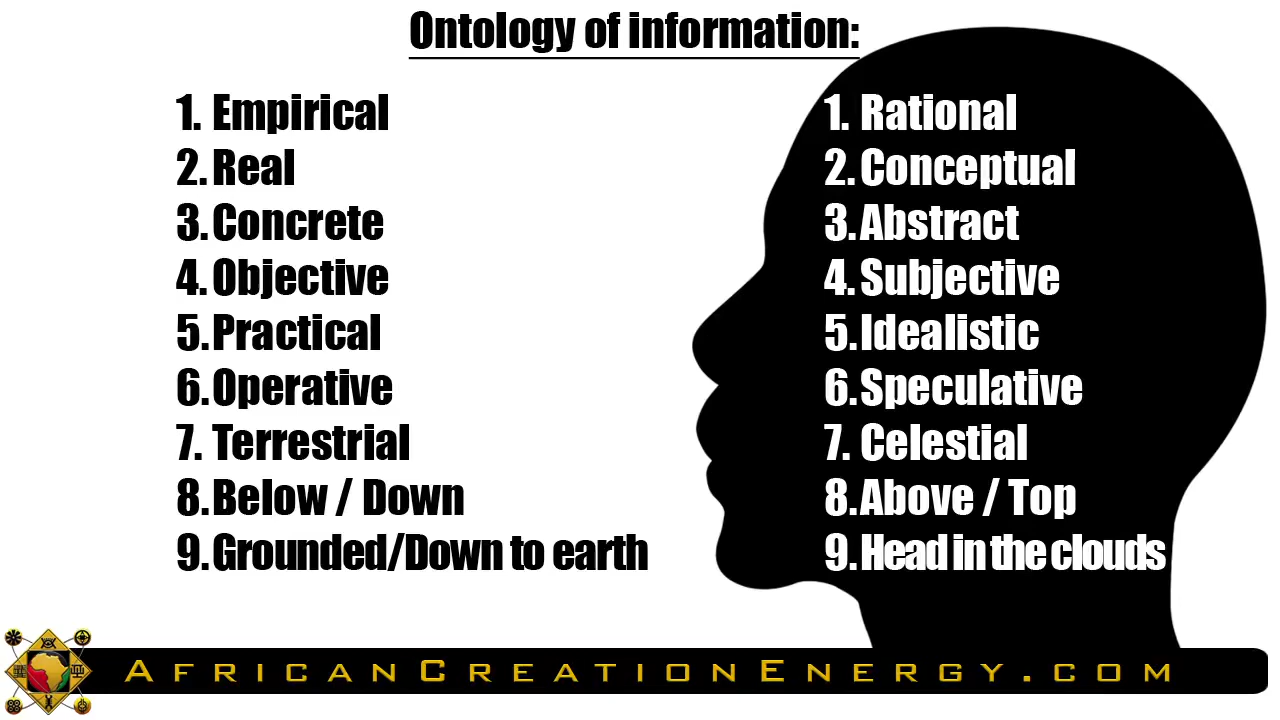 Ontology of information:
1. Empirical
2. Real
3. Concrete
4. Objective
5. Practical
6. Operative
7. Terrestrial
8. Below / Down
9. Grounded/Down to earth
1. Rational
2. Conceptual
3. Abstract
4. Subjective
5. Idealistic
6. Speculative
7. Celestial
8. Above / Top
9. Head in the clouds
AFRICANCREATIONENERGY.COM